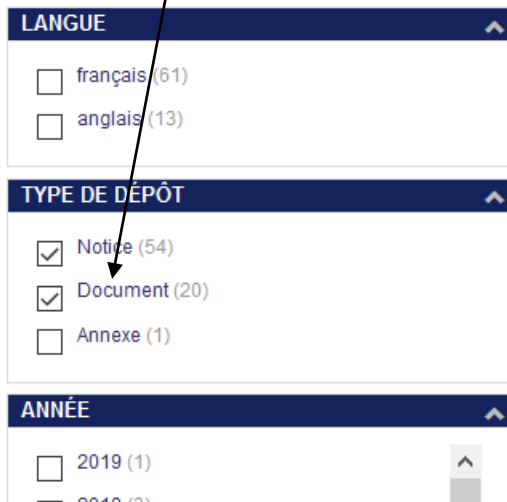 LANGUE
français (61)
anglais (13)
TYPE DE DÉPÔT
Notice (54)
Document (20)
Annexe (1)
ANNÉE
2019 (1)